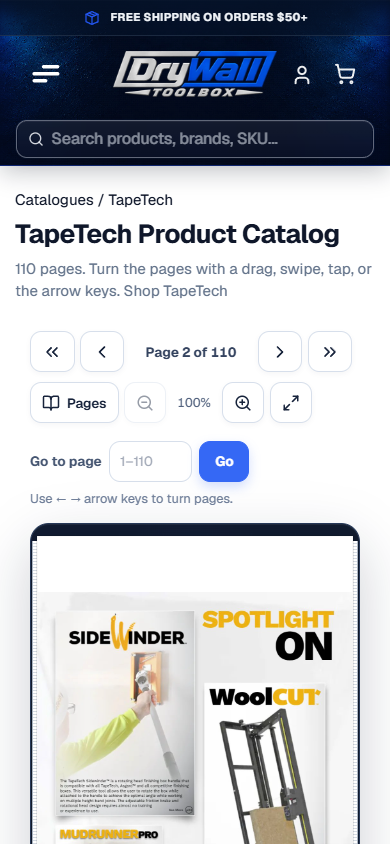 FREE SHIPPING ON ORDERS $50+
DryWall
TOOLBOX
Search products, brands, SKU...
Catalogues / TapeTech
TapeTech Product Catalog
110 pages. Turn the pages with a drag, swipe, tap, or
the arrow keys. Shop TapeTech
Page 2 of 110
Pages
100%
Go to page
1–110
Go
Use ← → arrow keys to turn pages.
SIDEWINDER
SPOTLIGHT
ON
WoolCUT
MUDRUNNERPRO